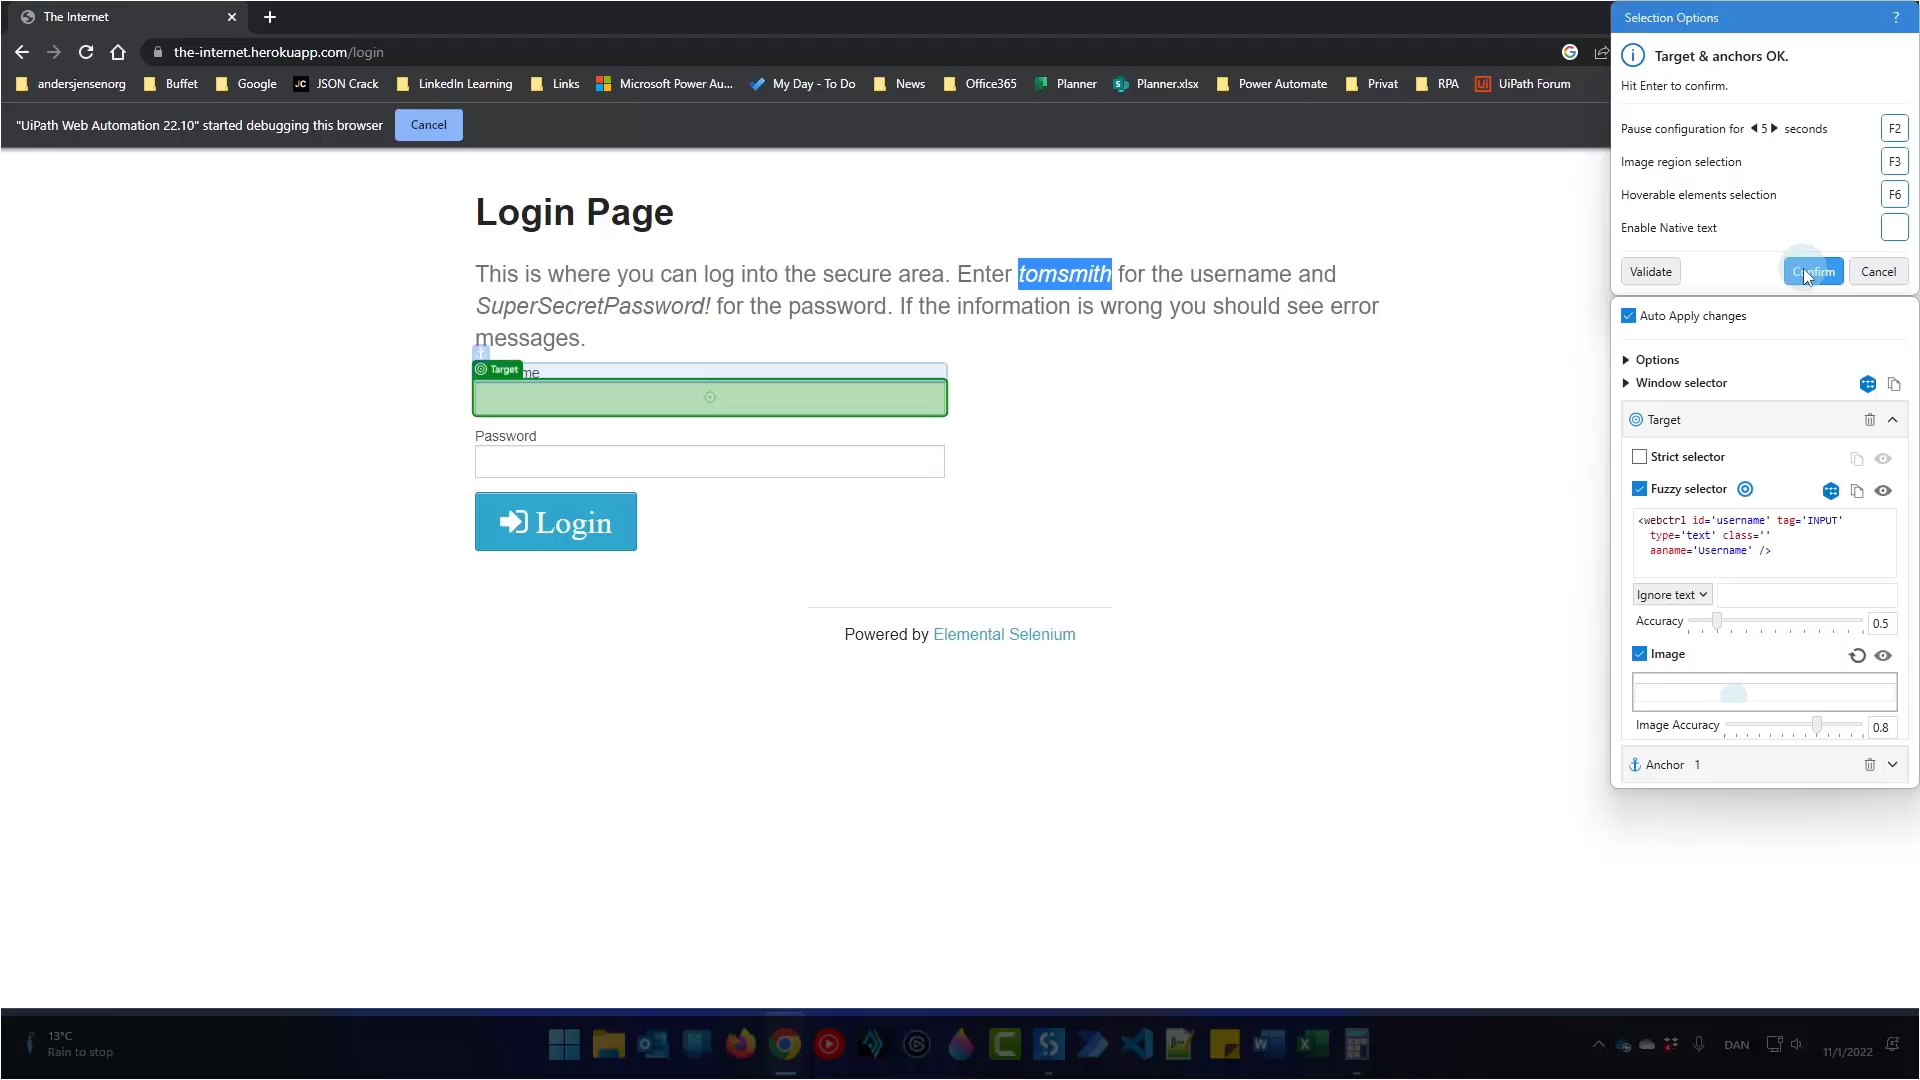 The Internet
the-internet.herokuapp.com/login
andersjensenorg Buffet Google JSON Crack LinkedIn Learning Links Microsoft Power Au... My Day - To Do News Office365 Planner Planner.xlsx Power Automate Privat RPA UiPath Forum
"UiPath Web Automation 22.10" started debugging this browser Cancel
Login Page
This is where you can log into the secure area. Enter tomsmith for the username and
SuperSecretPassword! for the password. If the information is wrong you should see error
messages.
Target me
Password
Login
Powered by Elemental Selenium
Selection Options ?
Target & anchors OK.
Hit Enter to confirm.
Pause configuration for 5 seconds F2
Image region selection F3
Hoverable elements selection F6
Enable Native text
Validate Confirm Cancel
Auto Apply changes
Options
Window selector
Target
Strict selector
Fuzzy selector
<webctrl id='username' tag='INPUT'
type='text' class=''
aaname='Username' />
Ignore text
Accuracy 0.5
Image
Image Accuracy 0.8
Anchor 1
13°C
Rain to stop
DAN
11/1/2022